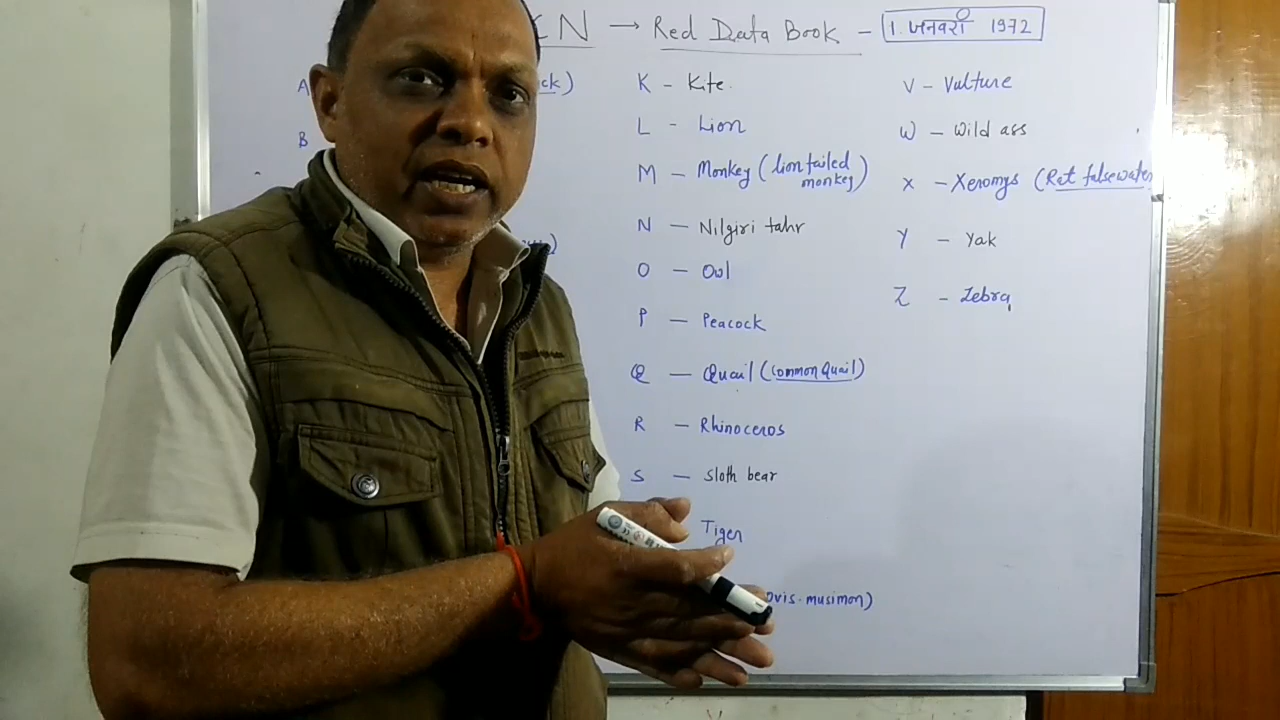 N → Red Data Book - 1. जनवरी 1972
A
B
K - Kite.
L - Lion
M - Monkey (lion tailed monkey)
N - Nilgiri tahr
O - Owl
P - Peacock
Q - Quail (common Quail)
R - Rhinoceros
S - Sloth bear
Tiger
ovis. musimon)
V - Vulture
W - Wild ass
X - Xeromys (Rat falsewater
Y - Yak
Z - Zebra